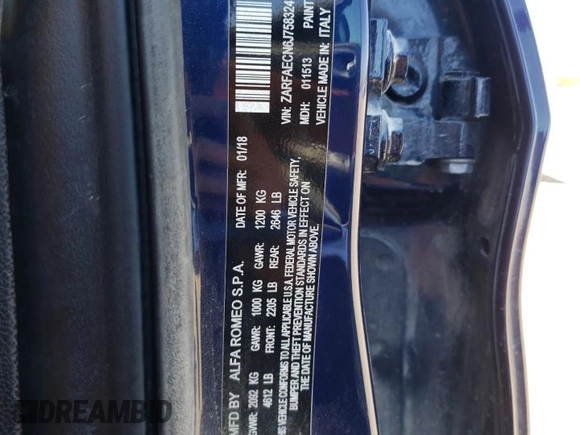 MFD BY ALFA ROMEO S.P.A. DATE OF MFR: 01/18
VIN: ZARFAECN6J758324
GVWR: 2092 KG GAWR: 1000 KG GAWR: 1200 KG
MDH: 011513 PAINT
4612 LB FRONT: 2205 LB REAR: 2646 LB
VEHICLE MADE IN: ITALY
VEHICLE CONFORMS TO ALL APPLICABLE U.S.A. FEDERAL MOTOR VEHICLE SAFETY,
BUMPER AND THEFT PREVENTION STANDARDS IN EFFECT ON
THE DATE OF MANUFACTURE SHOWN ABOVE.
DREAMBID